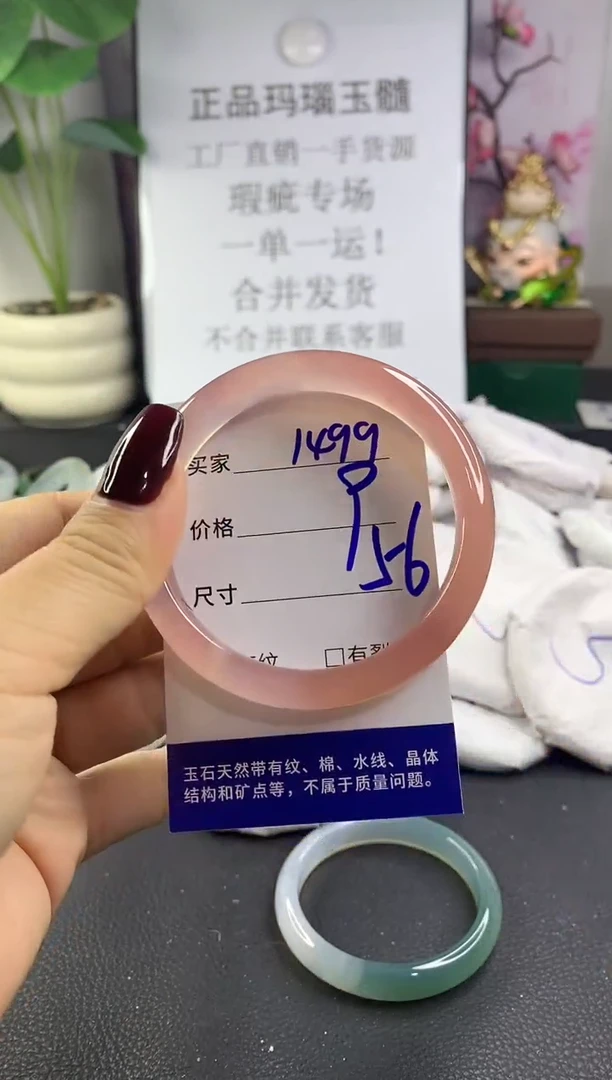 正品玛瑙玉髓
工厂直销一手货源
瑕疵专场
一单一运！
合并发货
不合并联系客服
买家 1499
价格 9
尺寸 56
纹 □有裂
玉石天然带有纹、棉、水线、晶体
结构和矿点等，不属于质量问题。